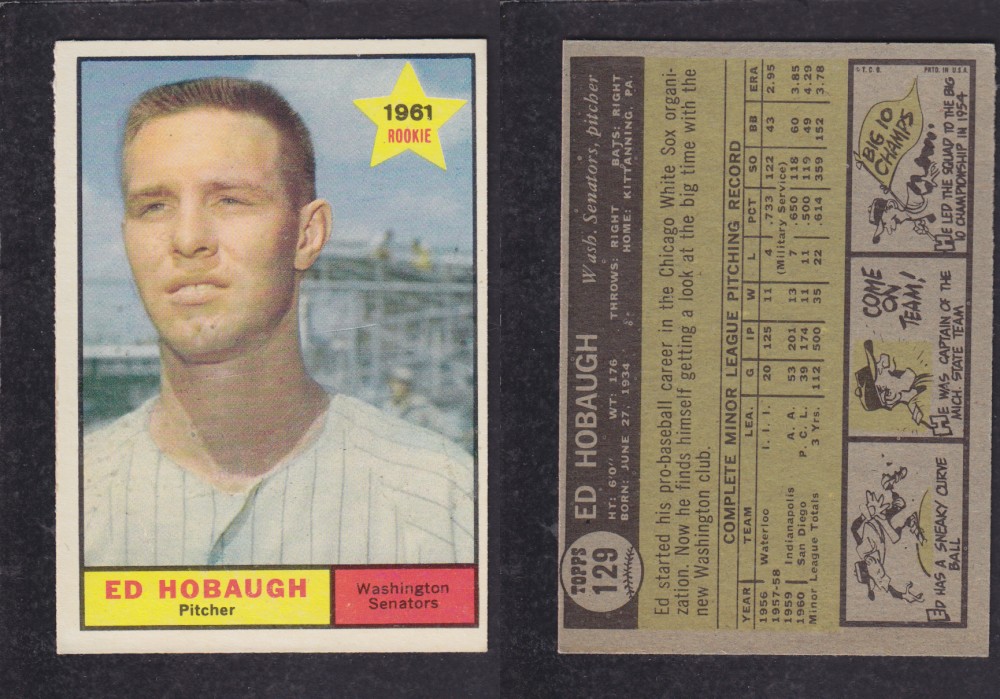 1961
ROOKIE
ED HOBAUGH
Pitcher
Washington
Senators
TOPPS
129
ED HOBAUGH
Wash. Senators, pitcher
HT: 6'0" WT: 176 THROWS: RIGHT BATS: RIGHT
BORN: JUNE 27, 1934 HOME: KITTANNING, PA.
Ed started his pro-baseball career in the Chicago White Sox organi-
zation. Now he finds himself getting a look at the big time with the
new Washington club.
COMPLETE MINOR LEAGUE PITCHING RECORD
YEAR TEAM LEA. G IP W L PCT SO BB ERA
1956 Waterloo I. I. I. 20 125 11 4 .733 122 43 2.95
1957-58 (Military Service)
1959 Indianapolis A. A. 53 201 13 7 .650 118 60 3.85
1960 San Diego P. C. L. 39 174 11 11 .500 119 49 4.29
Minor League Totals 3 Yrs. 112 500 35 22 .614 359 152 3.78
ED HAS A SNEAKY CURVE
BALL
COME
ON
TEAM!
HE WAS CAPTAIN OF THE
MICH. STATE TEAM
© T. C. G. PRTD. IN U.S.A.
BIG 10
CHAMPS
HE LED THE SQUAD TO THE BIG
10 CHAMPIONSHIP IN 1954